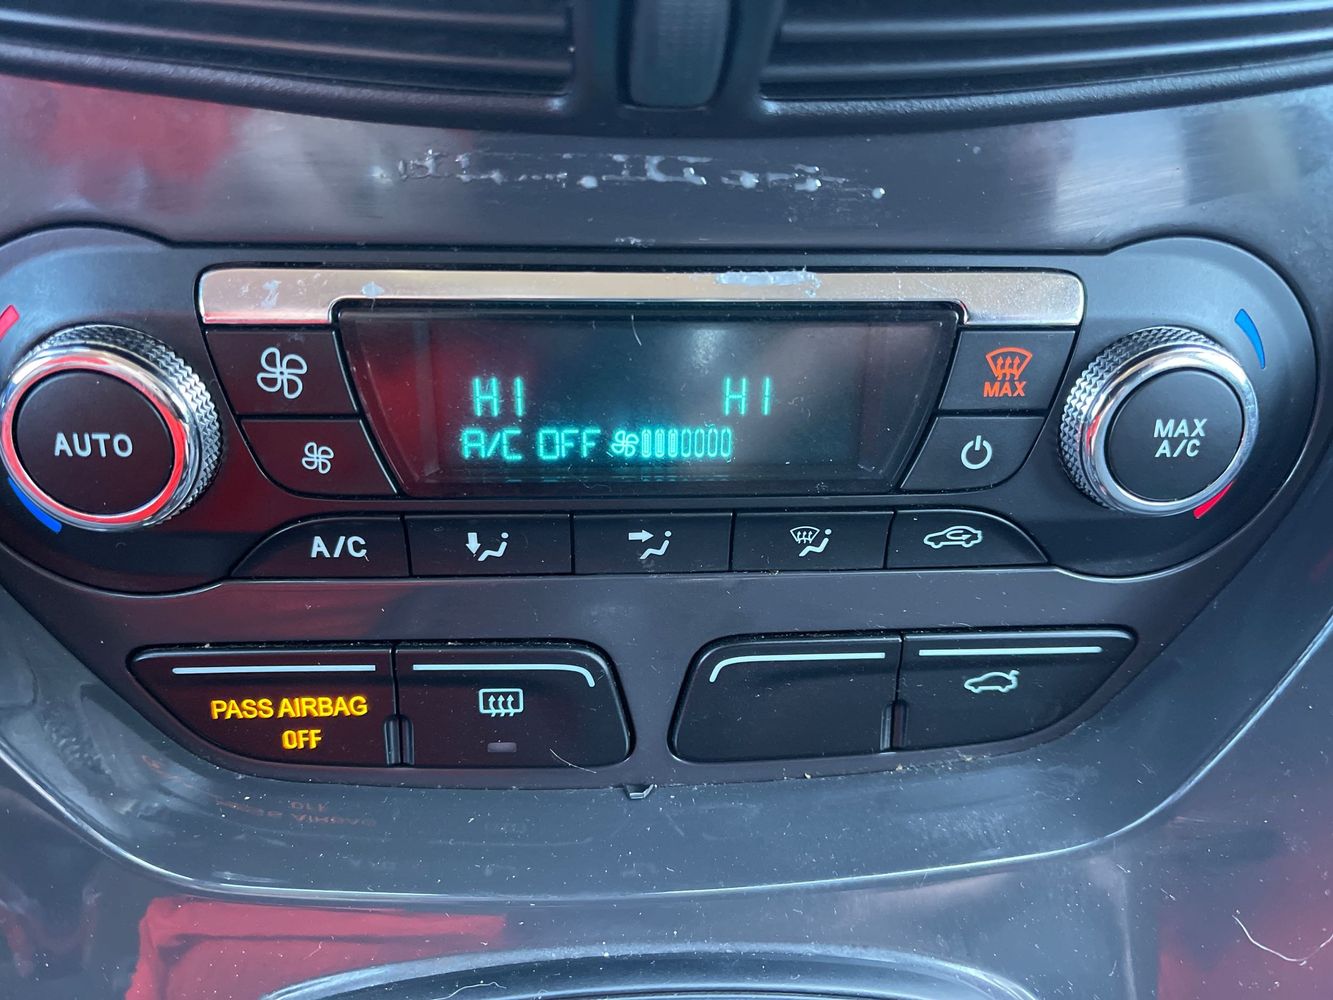 HI HI
A/C OFF
MAX
AUTO
MAX
A/C
A/C
PASS AIRBAG
OFF